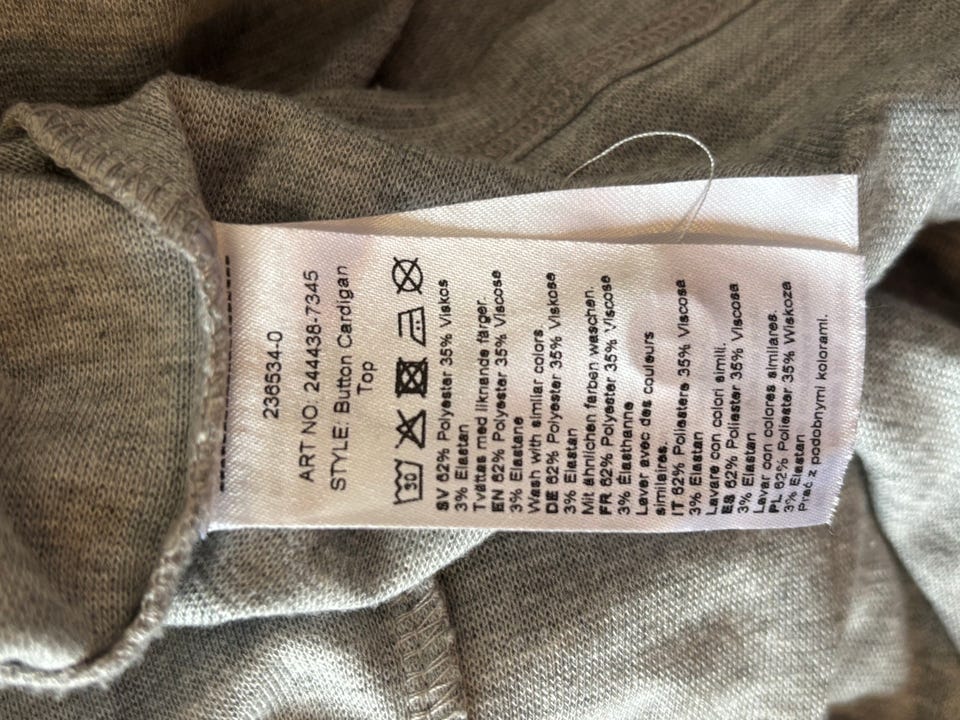 236534-0
ART NO: 244438-7345
STYLE: Button Cardigan
Top
30
SV 62% Polyester 35% Viskos
3% Elastan
Tvättas med liknande färger.
EN 62% Polyester 35% Viscose
3% Elastane
Wash with similar colors
DE 62% Polyester 35% Viskose
3% Elastan
Mit ähnlichen farben waschen.
FR 62% Polyester 35% Viscose
3% Élasthanne
Laver avec des couleurs
similaires.
IT 62% Poliestere 35% Viscosa
3% Elastan
Lavare con colori simili.
ES 62% Poliester 35% Viscosa
3% Elastan
Lavar con colores similares.
PL 62% Poliester 35% Wiskoza
3% Elastan
Prać z podobnymi kolorami.